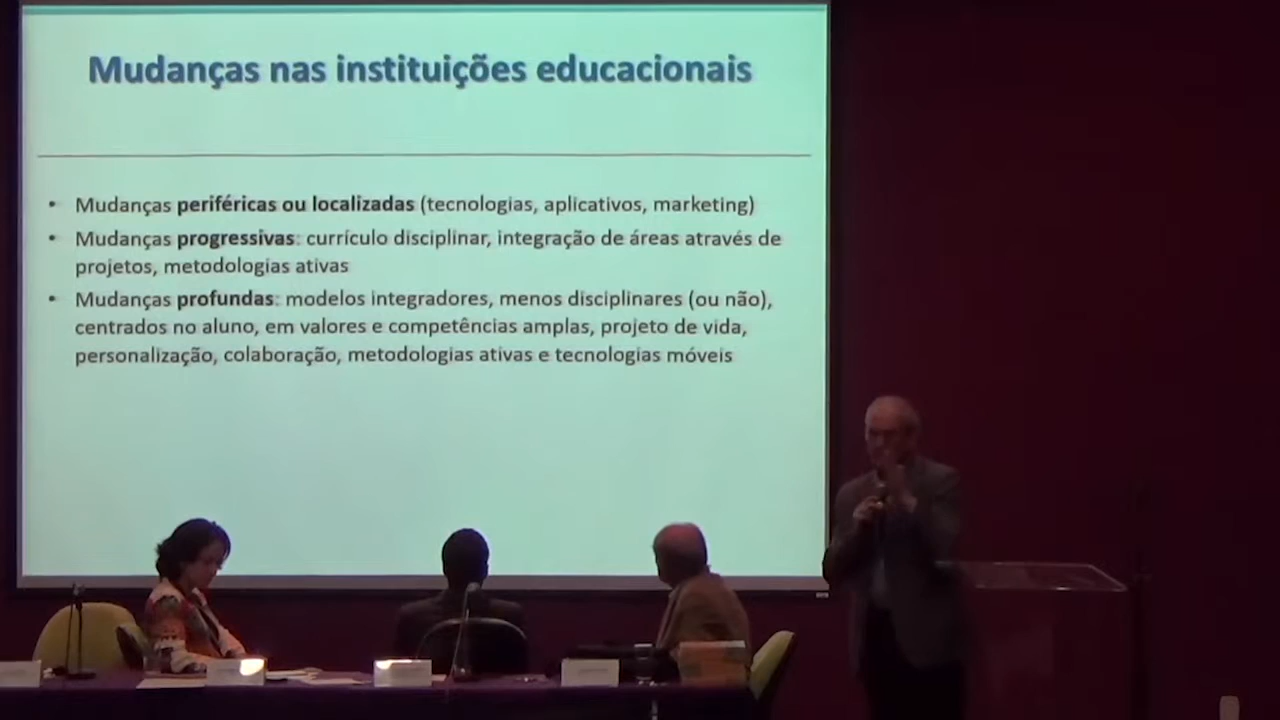 Mudanças nas instituições educacionais
• Mudanças periféricas ou localizadas (tecnologias, aplicativos, marketing)
• Mudanças progressivas: currículo disciplinar, integração de áreas através de
projetos, metodologias ativas
• Mudanças profundas: modelos integradores, menos disciplinares (ou não),
centrados no aluno, em valores e competências amplas, projeto de vida,
personalização, colaboração, metodologias ativas e tecnologias móveis